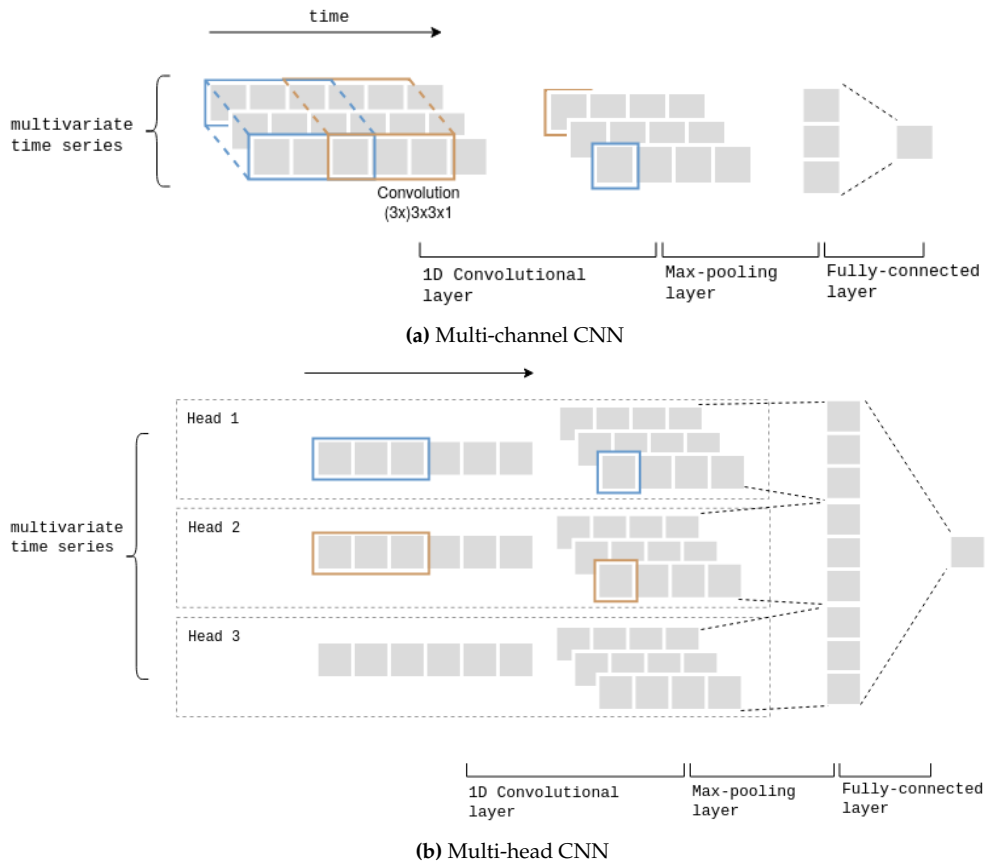 time
multivariate
time series
Convolution
(3x)3x3x1
1D Convolutional
layer
Max-pooling
layer
Fully-connected
layer
(a) Multi-channel CNN
Head 1
Head 2
multivariate
time series
Head 3
1D Convolutional
layer
Max-pooling
layer
Fully-connected
layer
(b) Multi-head CNN